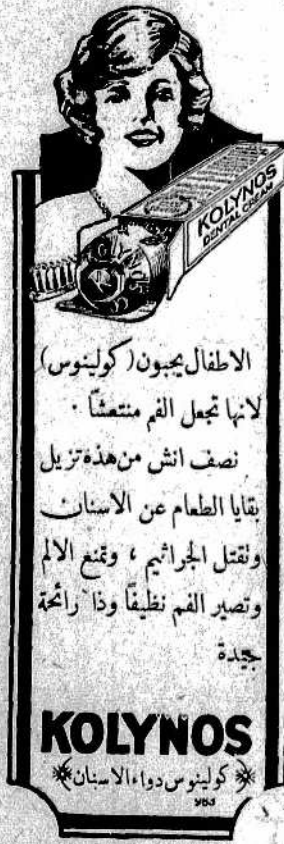 KOLYNOS
DENTAL CREAM
الاطفال يحبون (كولينوس)
لانها تجعل الفم منتعشاً ·
نصف انش من هذه تزيل
بقايا الطعام عن الاسنان
وتقتل الجراثيم ، وتمنع الالم
وتصير الفم نظيفاً وذا رائحة
جيدة
KOLYNOS
كولينوس دواء الاسنان